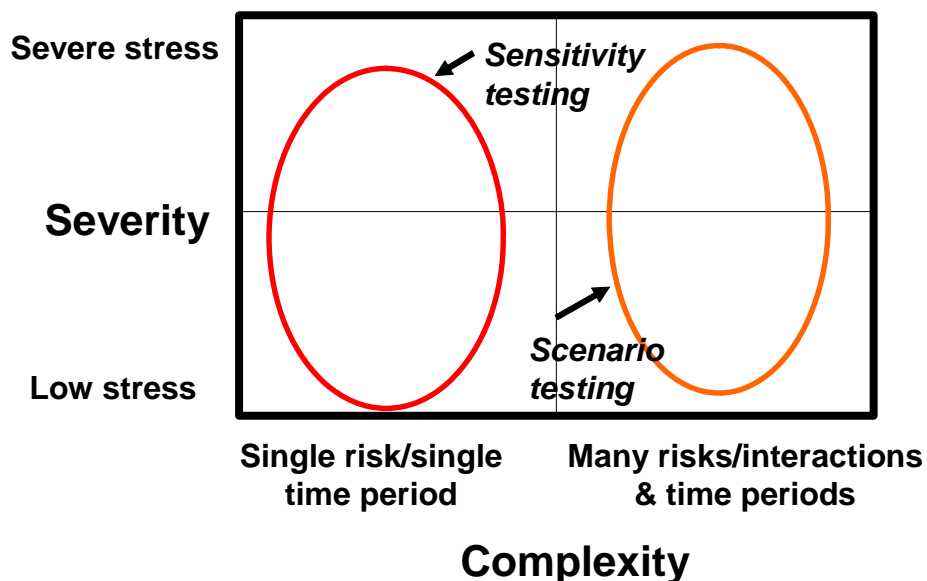 Severe stress
Sensitivity
testing
Severity
Scenario
testing
Low stress
Single risk/single
time period
Many risks/interactions
& time periods
Complexity